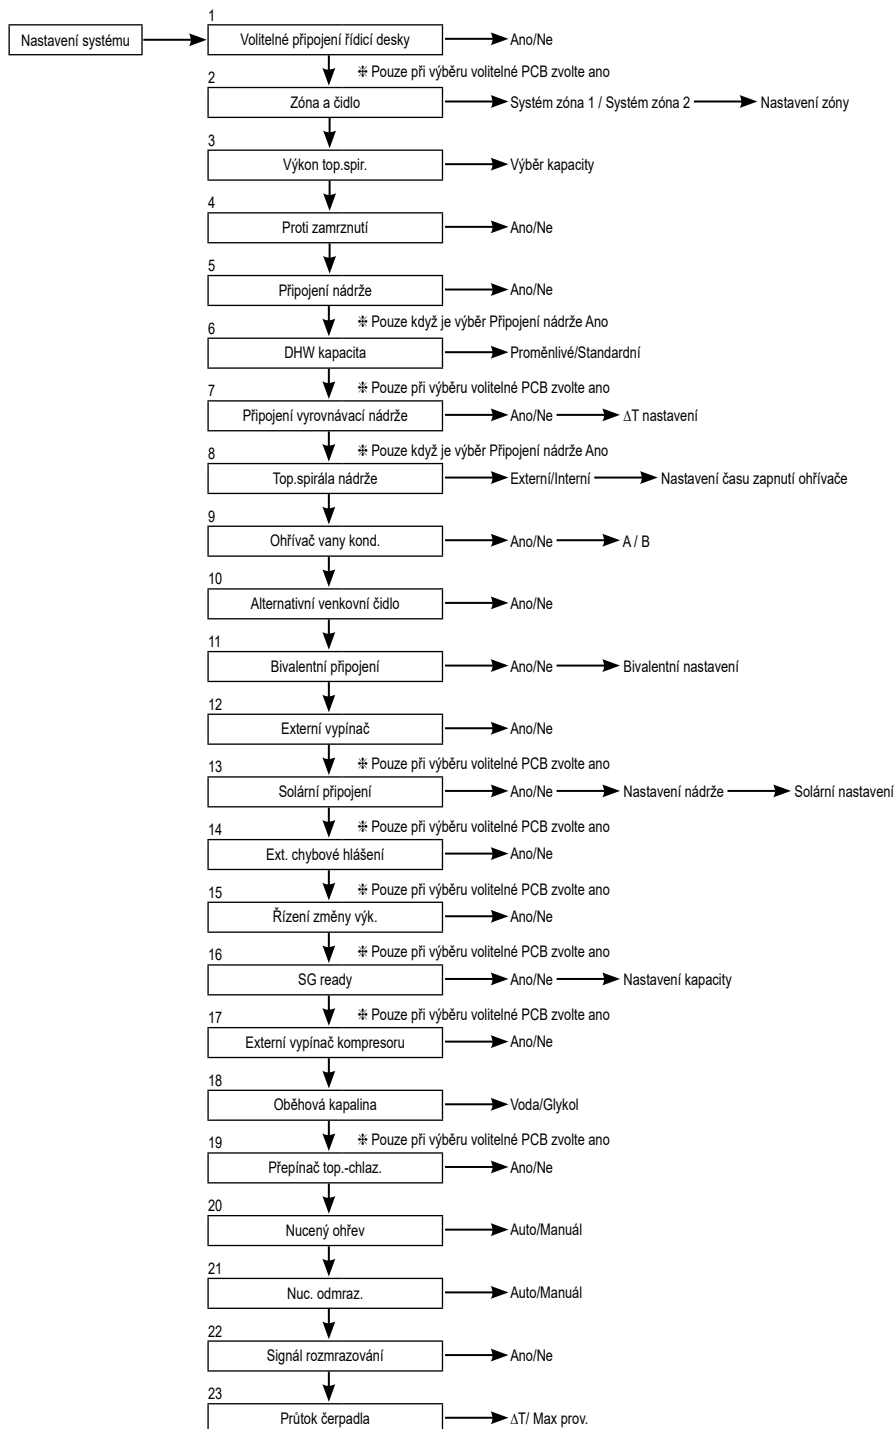 1
Nastavení systému
Volitelné připojení řídicí desky
Ano/Ne
❈ Pouze při výběru volitelné PCB zvolte ano
2
Zóna a čidlo
Systém zóna 1 / Systém zóna 2
Nastavení zóny
3
Výkon top.spir.
Výběr kapacity
4
Proti zamrznutí
Ano/Ne
5
Připojení nádrže
Ano/Ne
❈ Pouze když je výběr Připojení nádrže Ano
6
DHW kapacita
Proměnlivé/Standardní
❈ Pouze při výběru volitelné PCB zvolte ano
7
Připojení vyrovnávací nádrže
Ano/Ne
∆T nastavení
❈ Pouze když je výběr Připojení nádrže Ano
8
Top.spirála nádrže
Externí/Interní
Nastavení času zapnutí ohřívače
9
Ohřívač vany kond.
Ano/Ne
A / B
10
Alternativní venkovní čidlo
Ano/Ne
11
Bivalentní připojení
Ano/Ne
Bivalentní nastavení
12
Externí vypínač
Ano/Ne
❈ Pouze při výběru volitelné PCB zvolte ano
13
Solární připojení
Ano/Ne
Nastavení nádrže
Solární nastavení
❈ Pouze při výběru volitelné PCB zvolte ano
14
Ext. chybové hlášení
Ano/Ne
❈ Pouze při výběru volitelné PCB zvolte ano
15
Řízení změny výk.
Ano/Ne
❈ Pouze při výběru volitelné PCB zvolte ano
16
SG ready
Ano/Ne
Nastavení kapacity
❈ Pouze při výběru volitelné PCB zvolte ano
17
Externí vypínač kompresoru
Ano/Ne
18
Oběhová kapalina
Voda/Glykol
❈ Pouze při výběru volitelné PCB zvolte ano
19
Přepínač top.-chlaz.
Ano/Ne
20
Nucený ohřev
Auto/Manuál
21
Nuc. odmraz.
Auto/Manuál
22
Signál rozmrazování
Ano/Ne
23
Průtok čerpadla
∆T/ Max prov.